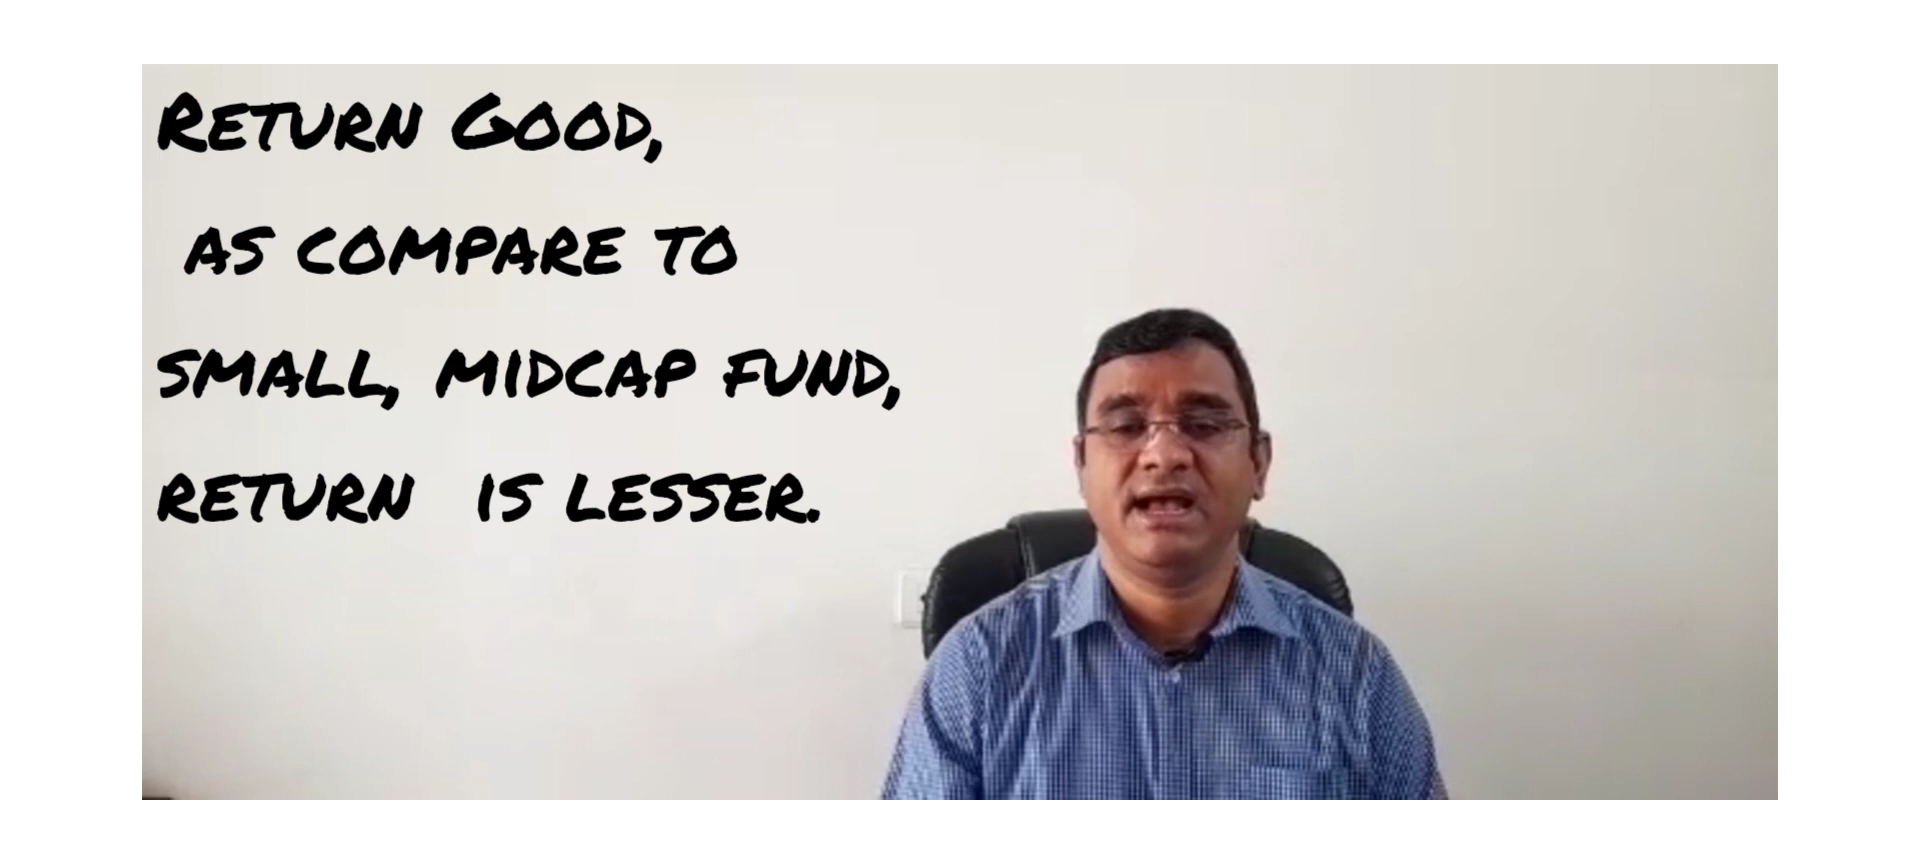 Return Good,
as compare to
small, midcap fund,
return is lesser.